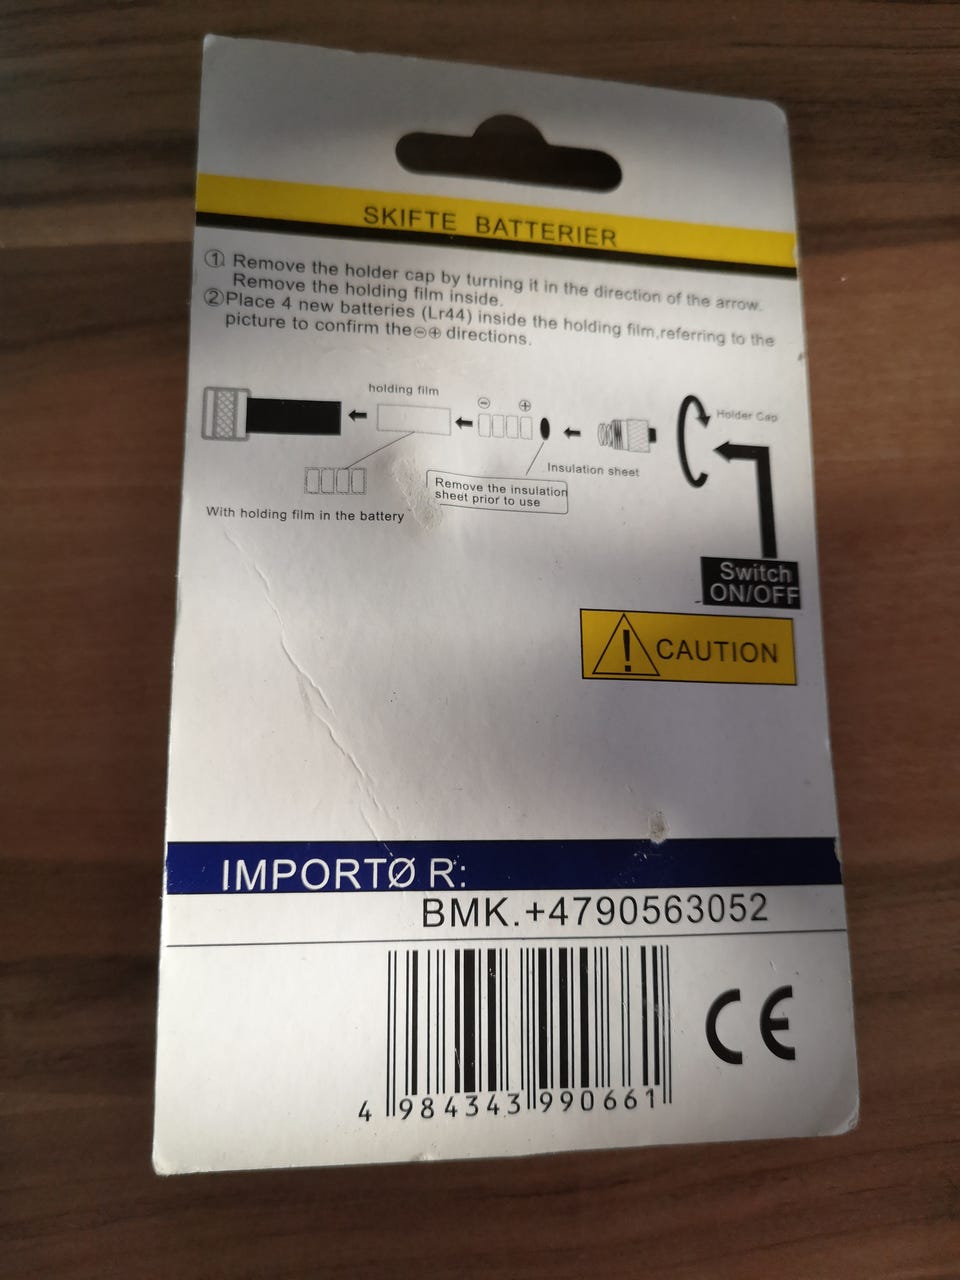 SKIFTE BATTERIER
① Remove the holder cap by turning it in the direction of the arrow.
Remove the holding film inside.
② Place 4 new batteries (Lr44) inside the holding film,referring to the
picture to confirm the⊖⊕ directions.
holding film
⊖ ⊕
Holder Cap
Insulation sheet
Remove the insulation
sheet prior to use
With holding film in the battery
Switch
ON/OFF
! CAUTION
IMPORTØ R:
BMK.+4790563052
CE
4 984343 990661